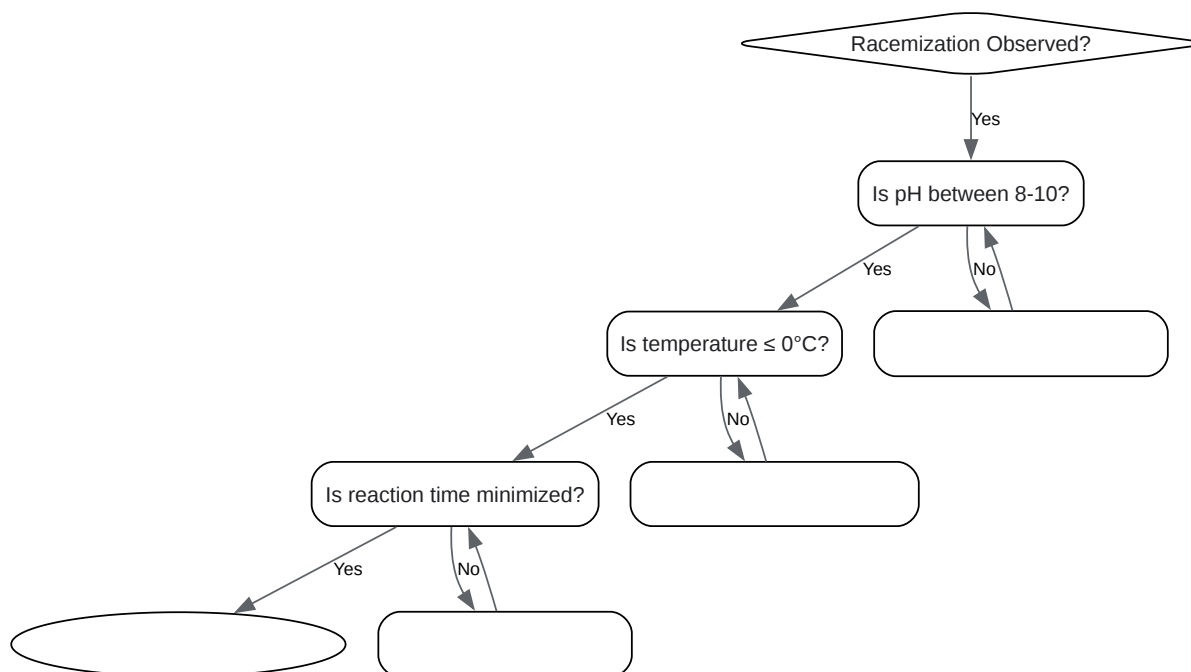 Racemization Observed?
Yes
Is pH between 8-10?
Yes
No
Is temperature ≤ 0°C?
Yes
No
Is reaction time minimized?
Yes
No